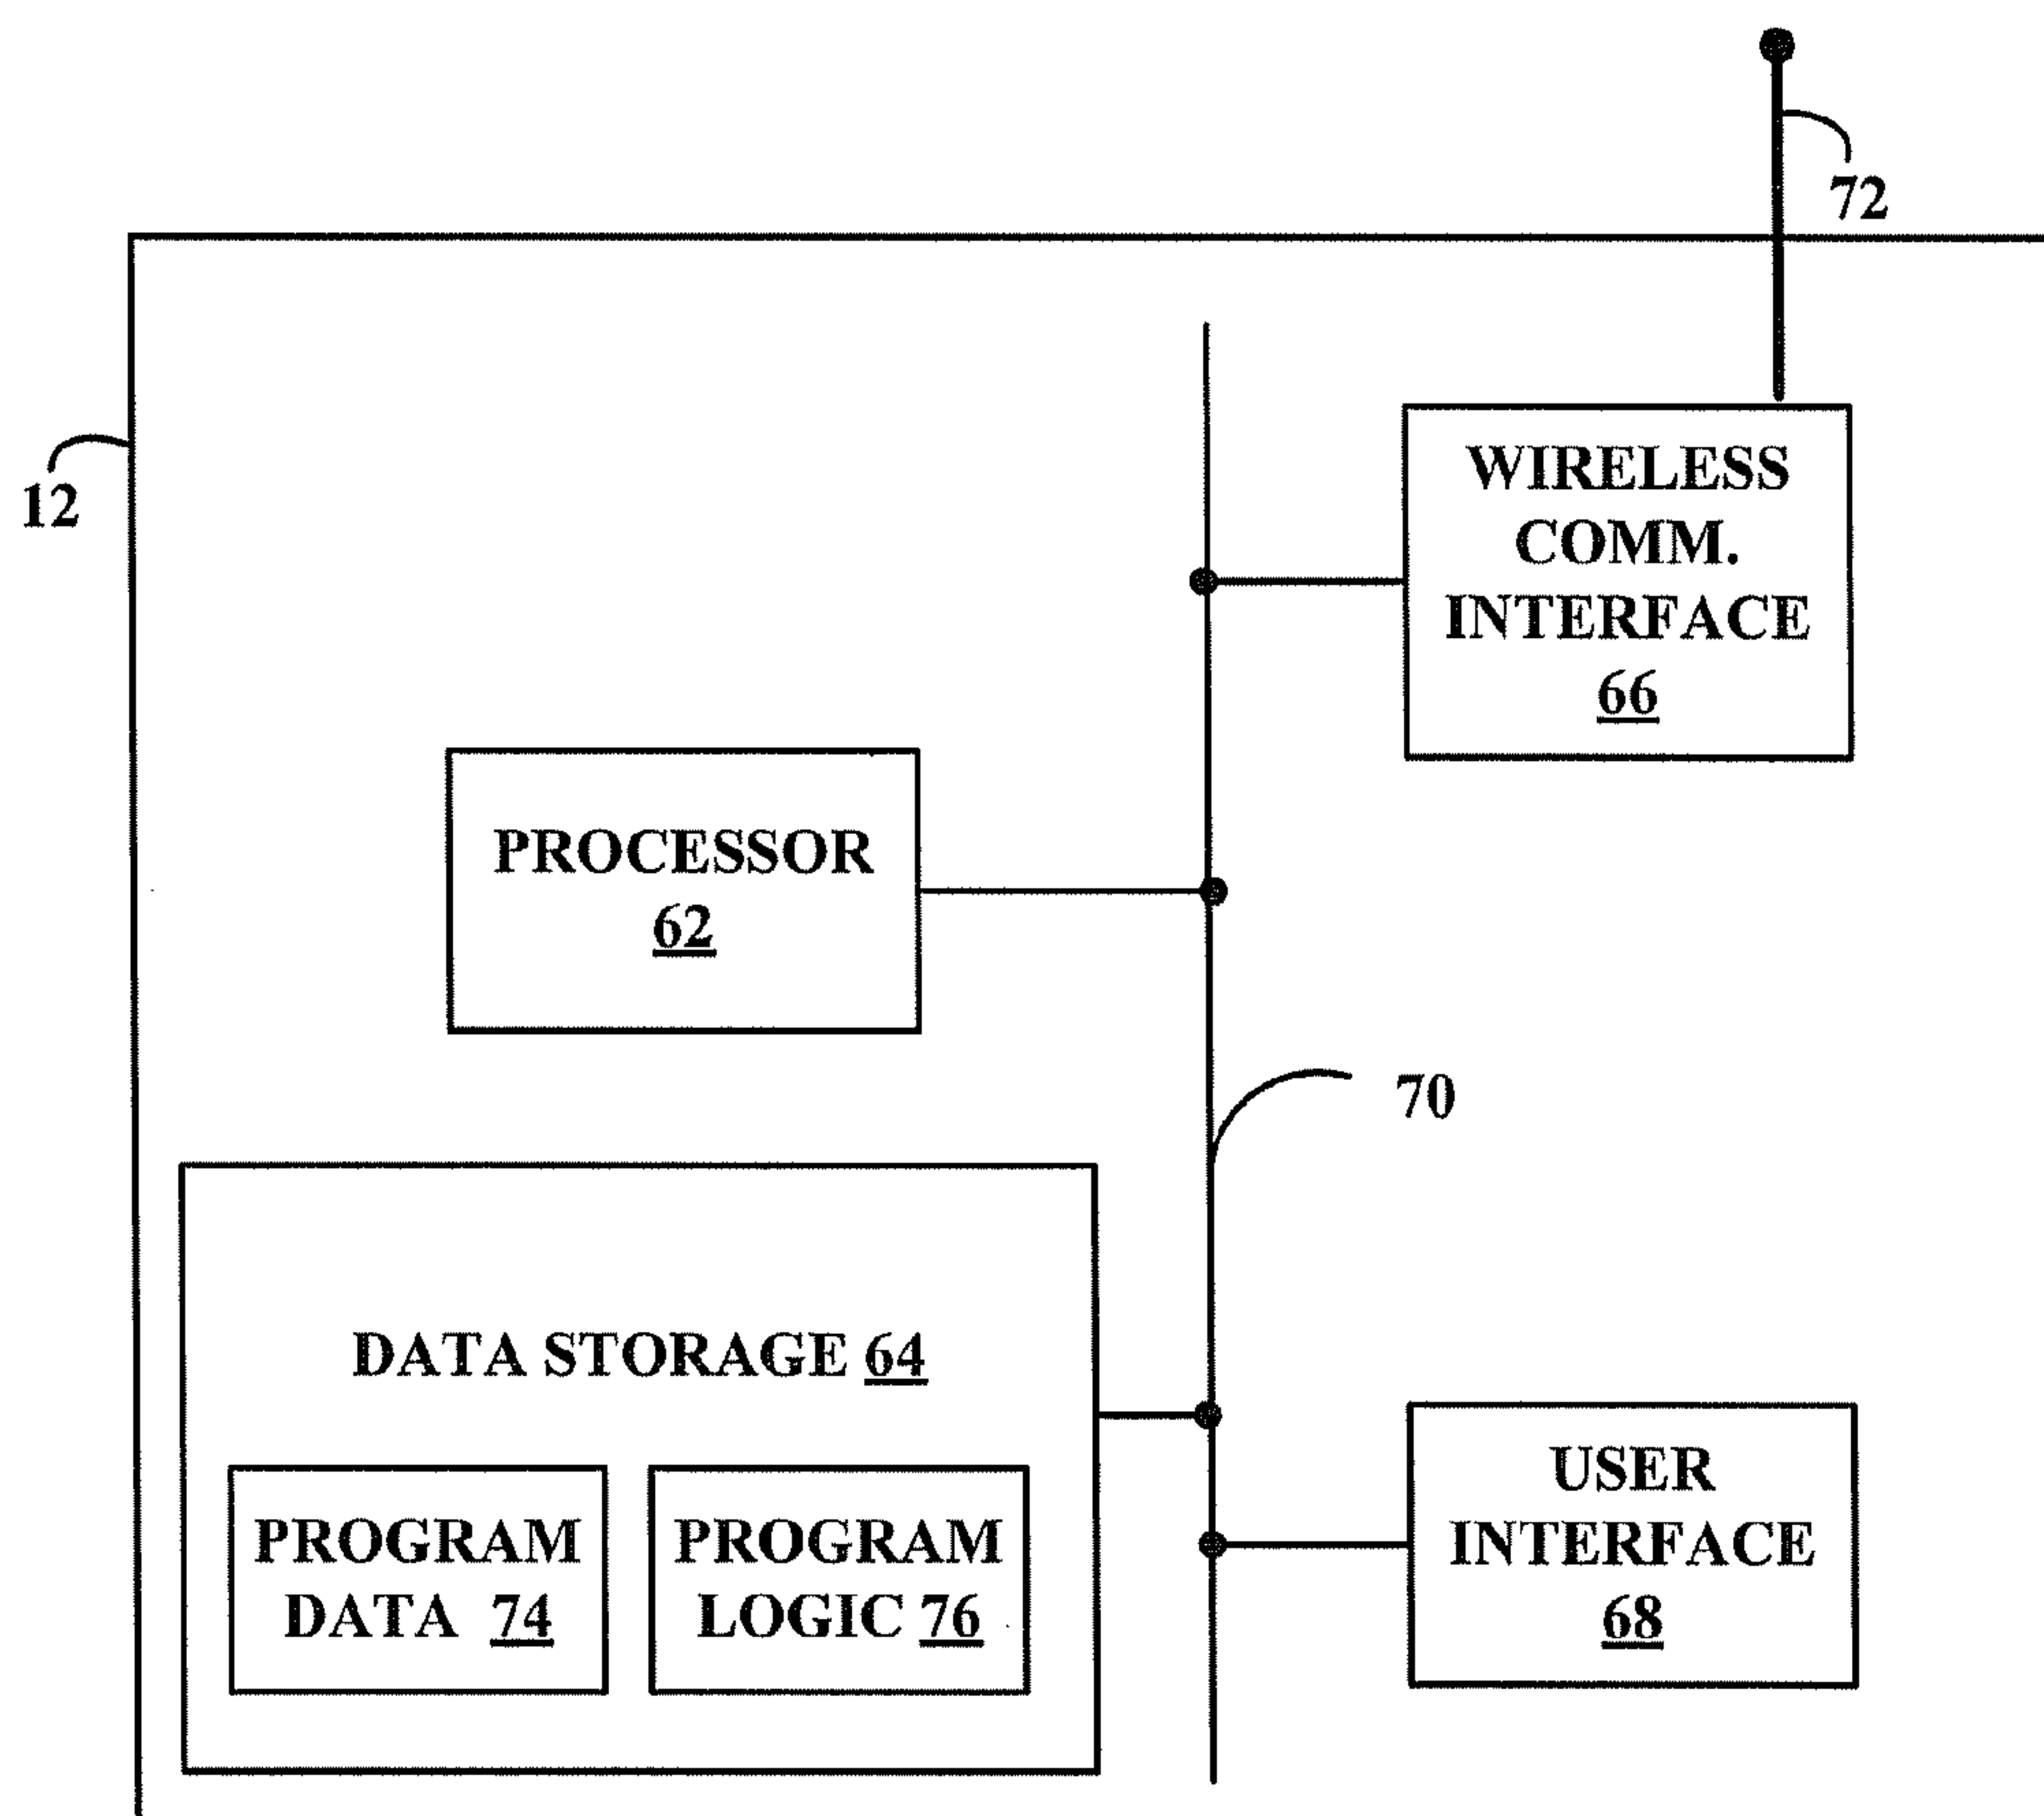 72
12
WIRELESS
COMM.
INTERFACE
66
PROCESSOR
62
70
DATA STORAGE 64
PROGRAM
DATA 74
PROGRAM
LOGIC 76
USER
INTERFACE
68